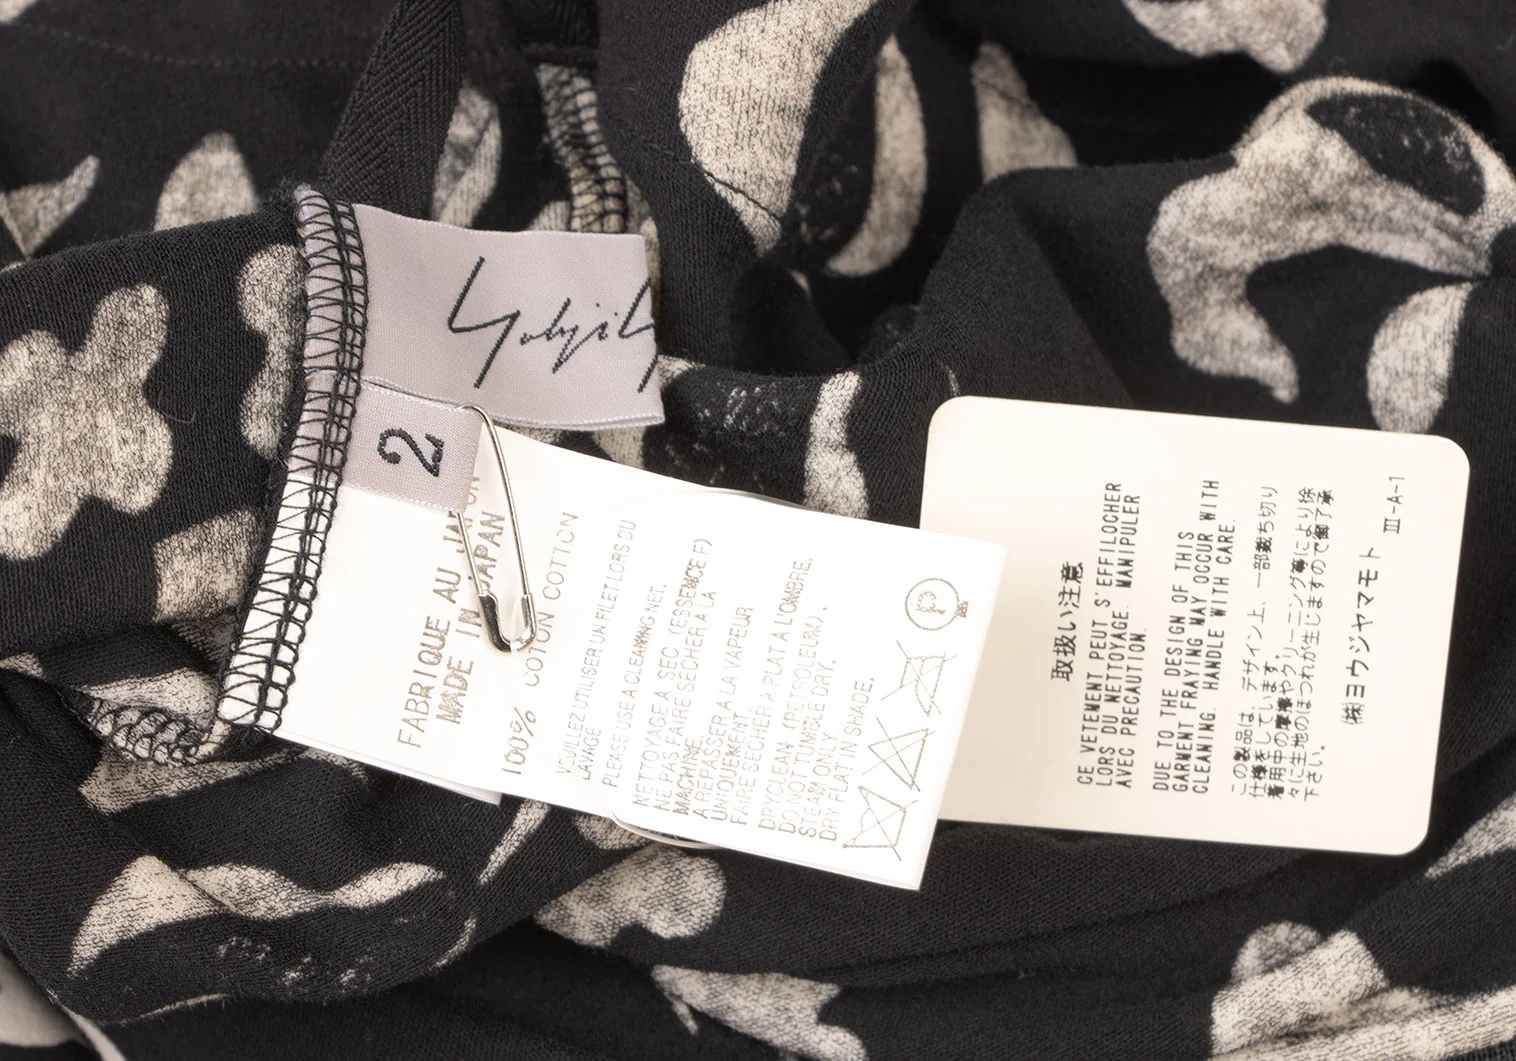 Yohji Y
2
FABRIQUE AU JAPON
MADE IN JAPAN
100% COTON COTTON
VEUILLEZ UTILISER UN FILET LORS DU
LAVAGE
PLEASE USE A CLEANING NET.
NETTOYAGE A SEC. (ESSENCE F)
NE PAS FAIRE SECHER A LA
MACHINE.
A REPASSER A LA VAPEUR
UNIQUEMENT.
FAIRE SECHER A PLAT A L'OMBRE.
DRYCLEAN. (PETROLEUM).
DO NOT TUMBLE DRY.
STEAM ONLY.
DRY FLAT IN SHADE.
P
取扱い注意
CE VETEMENT PEUT S'EFFILOCHER
LORS DU NETTOYAGE. MANIPULER
AVEC PRECAUTION.
DUE TO THE DESIGN OF THIS
GARMENT FRAYING MAY OCCUR WITH
CLEANING. HANDLE WITH CARE.
この製品は、デザイン上、一部裁ち切り
仕様をしています。
着用中の摩擦やクリーニング等により徐
々に生地のほつれが生じますので御了承
下さい。
㈱ヨウジヤマモト
III-A-1